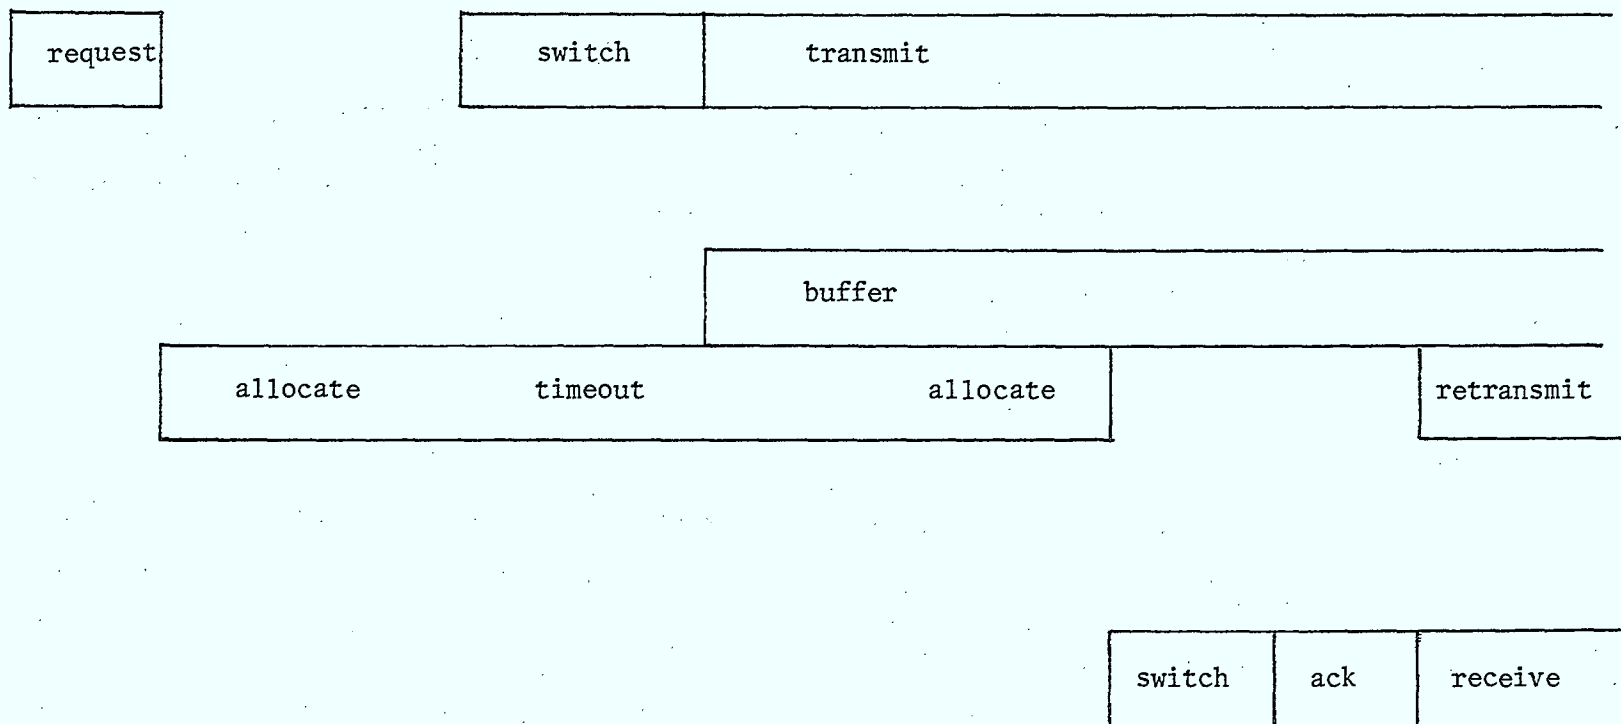 request switch transmit
buffer
allocate timeout allocate retransmit
switch ack receive